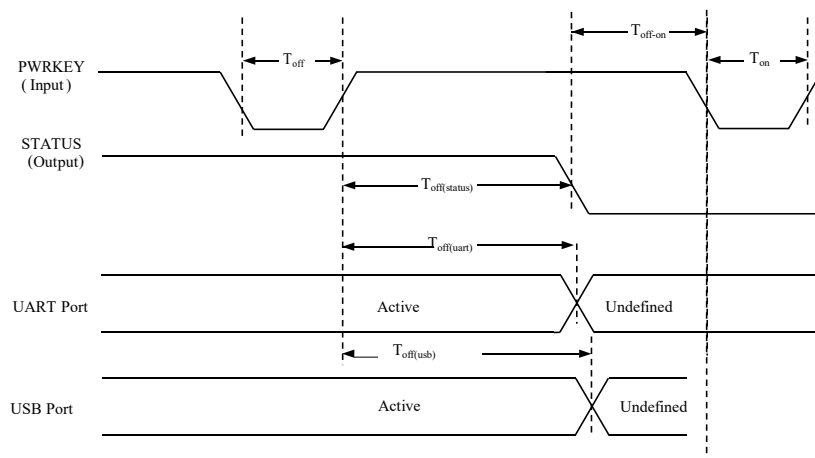 T_off-on
T_off
T_on
PWRKEY
( Input )
STATUS
(Output)
T_off(status)
T_off(uart)
UART Port
Active
Undefined
T_off(usb)
USB Port
Active
Undefined